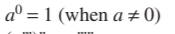 a⁰ = 1 (when a ≠ 0)